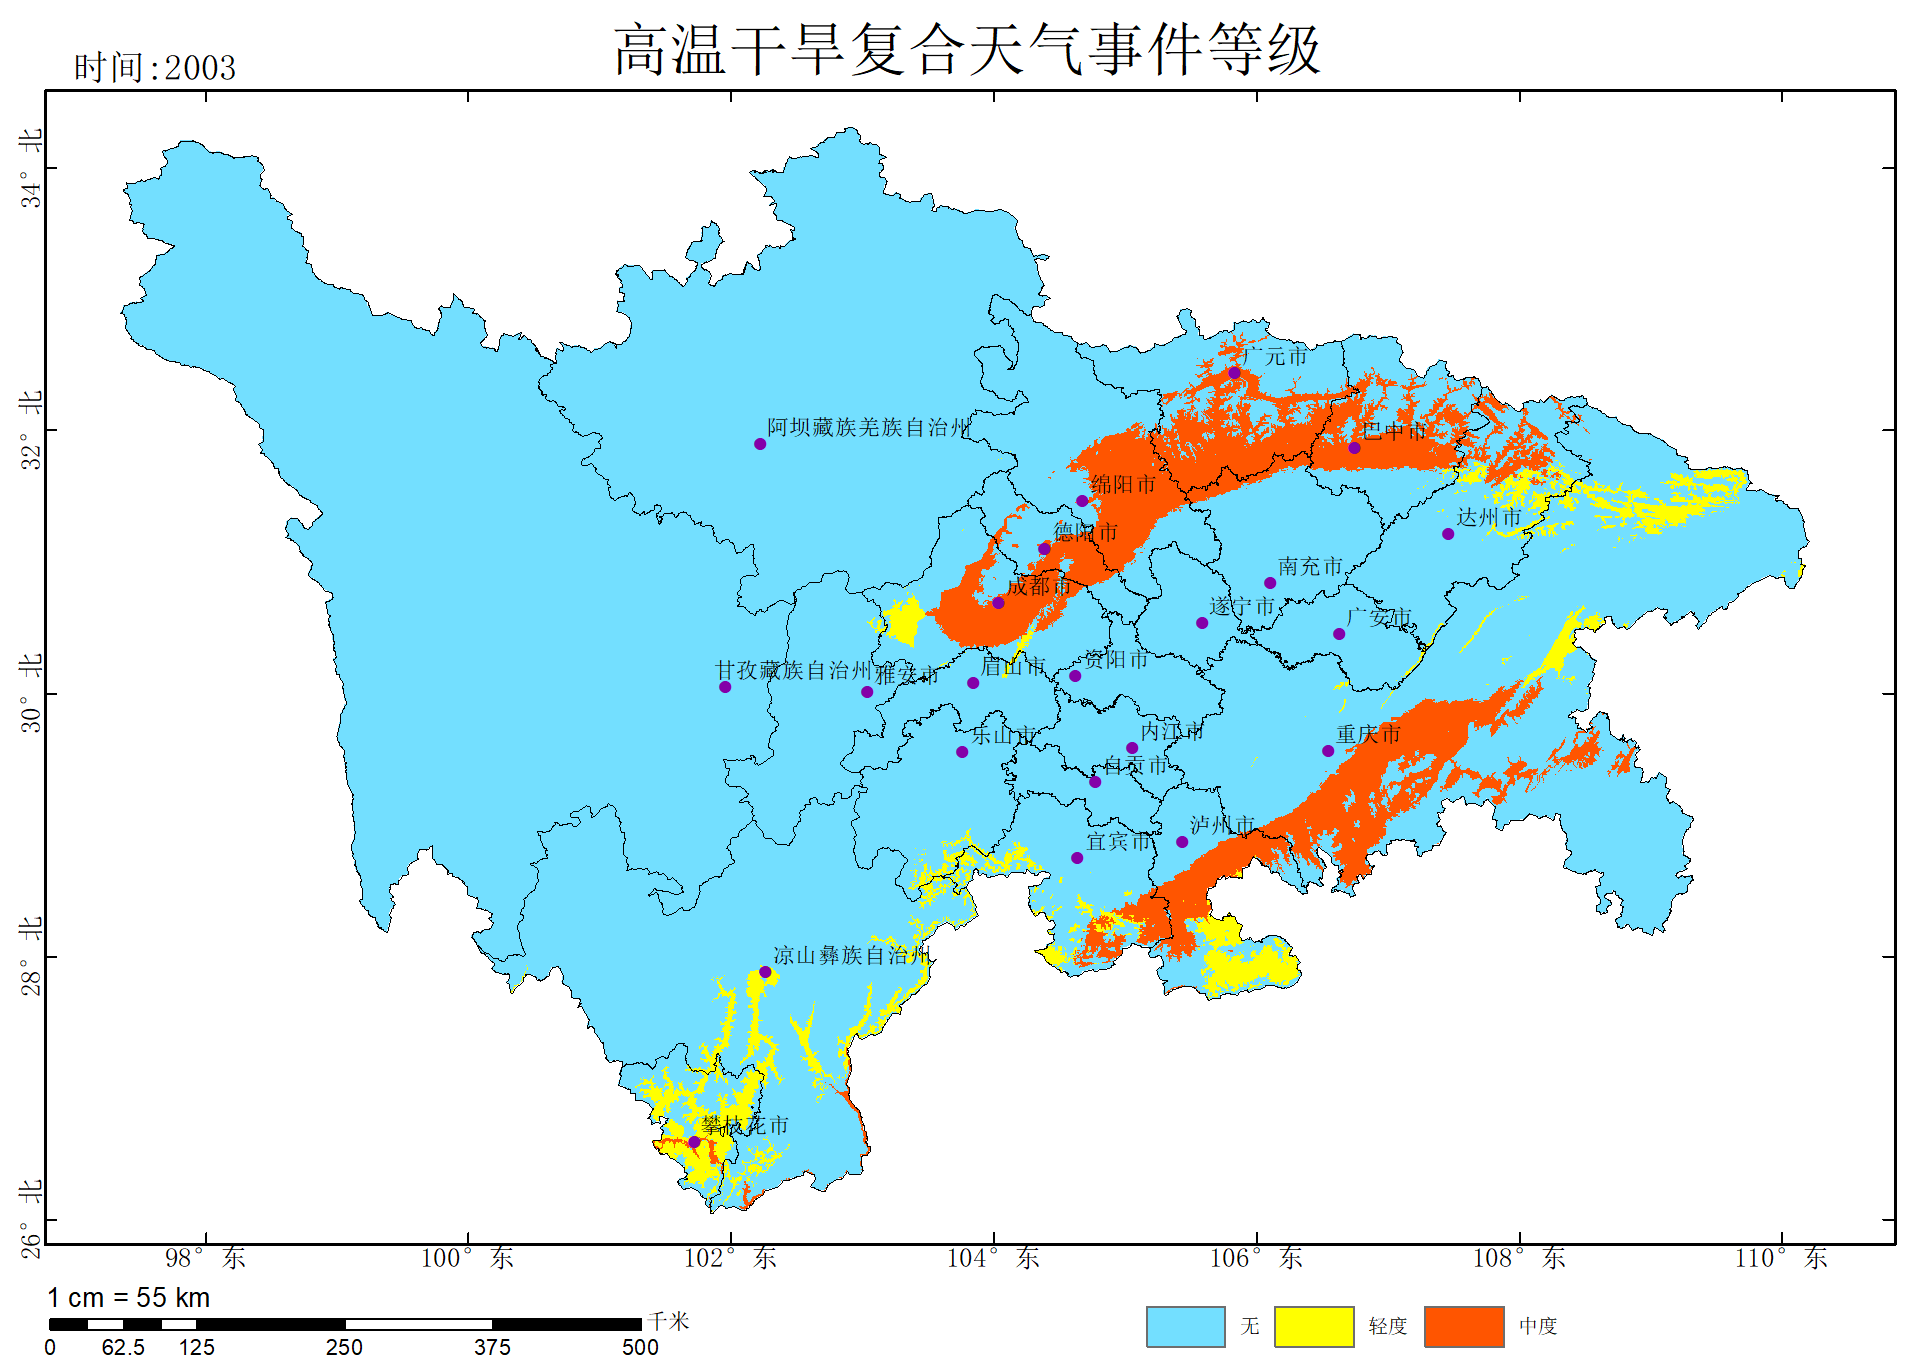 高温干旱复合天气事件等级
时间:2003
34° 北
32° 北
30° 北
28° 北
26° 北
广元市
阿坝藏族羌族自治州
巴中市
绵阳市
达州市
德阳市
南充市
成都市
遂宁市
广安市
资阳市
眉山市
甘孜藏族自治州
雅安市
内江市
重庆市
乐山市
自贡市
泸州市
宜宾市
凉山彝族自治州
攀枝花市
98° 东
100° 东
102° 东
104° 东
106° 东
108° 东
110° 东
1 cm = 55 km
千米
0 62.5 125 250 375 500
无 轻度 中度